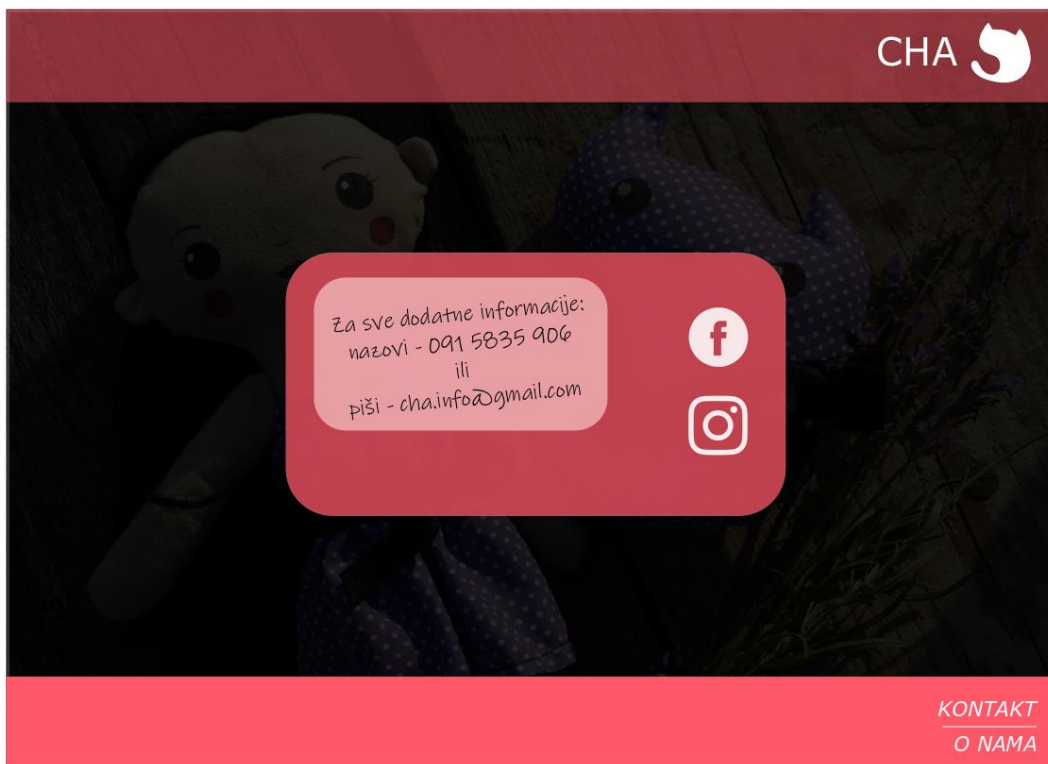 CHA
Za sve dodatne informacije:
nazovi - 091 5835 906
ili
piši - cha.info@gmail.com
KONTAKT
O NAMA